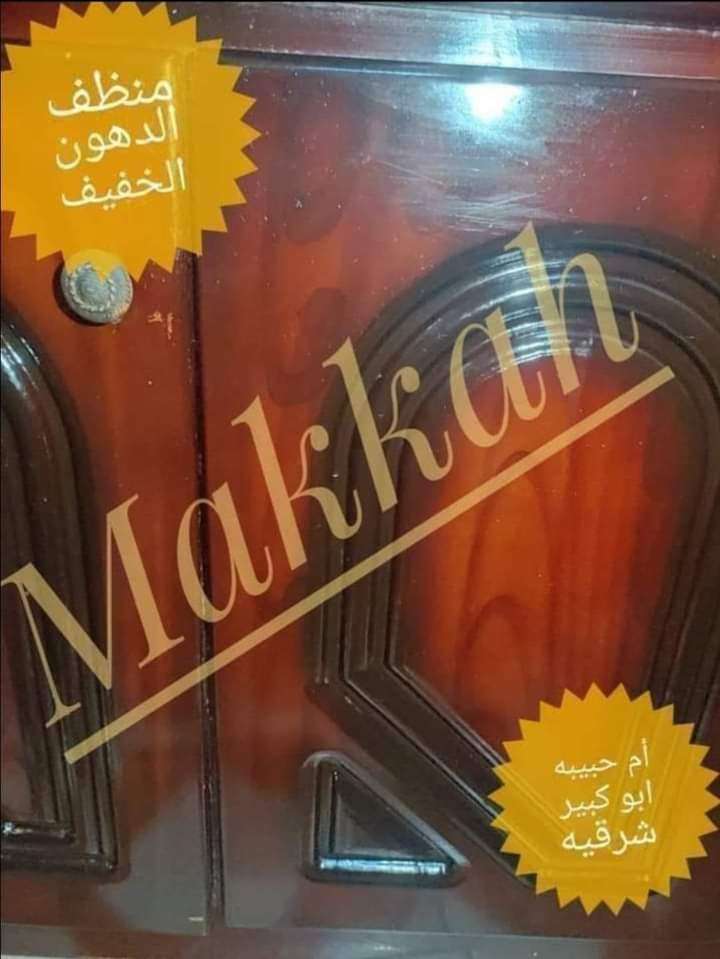 منظف
الدهون
الخفيف
Makkah
أم حبيبه
ابو كبير
شرقيه